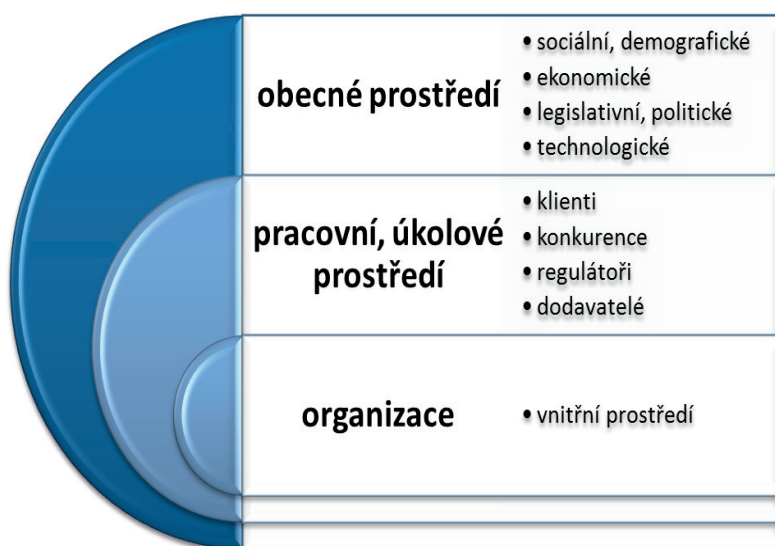 obecné prostředí
• sociální, demografické
• ekonomické
• legislativní, politické
• technologické
pracovní, úkolové
prostředí
• klienti
• konkurence
• regulátoři
• dodavatelé
organizace
• vnitřní prostředí